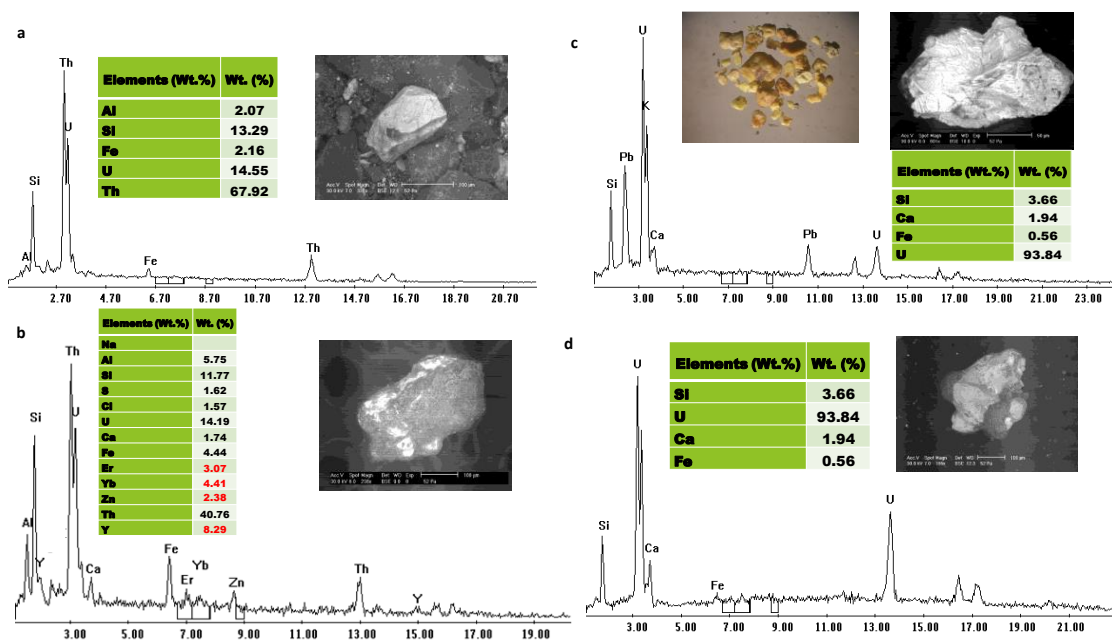 a
Th
U
Si
Al
Fe
Th
Elements (Wt.%) Wt. (%)
Al 2.07
Si 13.29
Fe 2.16
U 14.55
Th 67.92
2.70 4.70 6.70 8.70 10.70 12.70 14.70 16.70 18.70 20.70
b
Elements (Wt.%) Wt. (%)
Na
Al 5.75
Si 11.77
S 1.62
Cl 1.57
U 14.19
Ca 1.74
Fe 4.44
Er 3.07
Yb 4.41
Zn 2.38
Th 40.76
Y 8.29
Th
U
Si
Al
Y
Ca
Fe
Er
Yb
Zn
Th
Y
3.00 5.00 7.00 9.00 11.00 13.00 15.00 17.00 19.00
c
U
K
Pb
Si
Ca
Pb
U
Elements (Wt.%) Wt. (%)
Si 3.66
Ca 1.94
Fe 0.56
U 93.84
3.00 5.00 7.00 9.00 11.00 13.00 15.00 17.00 19.00 21.00 23.00
d
Elements (Wt.%) Wt. (%)
Si 3.66
U 93.84
Ca 1.94
Fe 0.56
U
Si
Ca
Fe
U
1.00 3.00 5.00 7.00 9.00 11.00 13.00 15.00 17.00 19.00 21.00